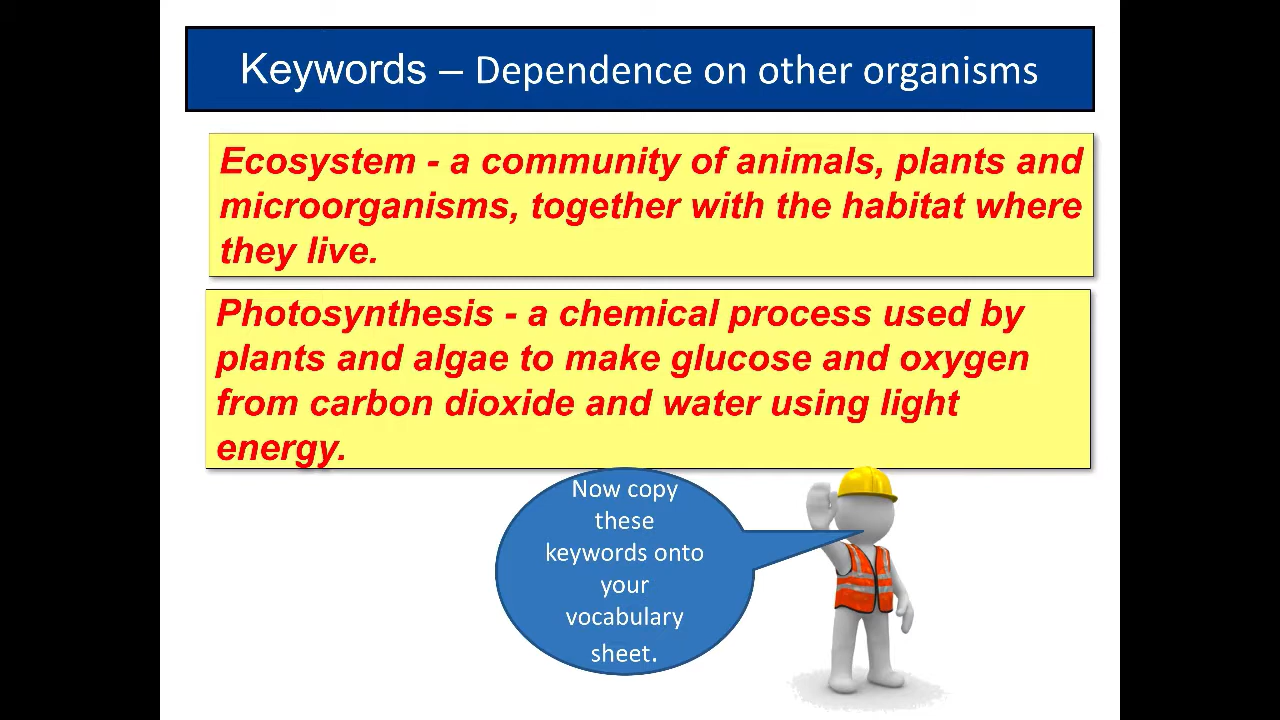 Keywords – Dependence on other organisms
Ecosystem - a community of animals, plants and
microorganisms, together with the habitat where
they live.
Photosynthesis - a chemical process used by
plants and algae to make glucose and oxygen
from carbon dioxide and water using light
energy.
Now copy
these
keywords onto
your
vocabulary
sheet.